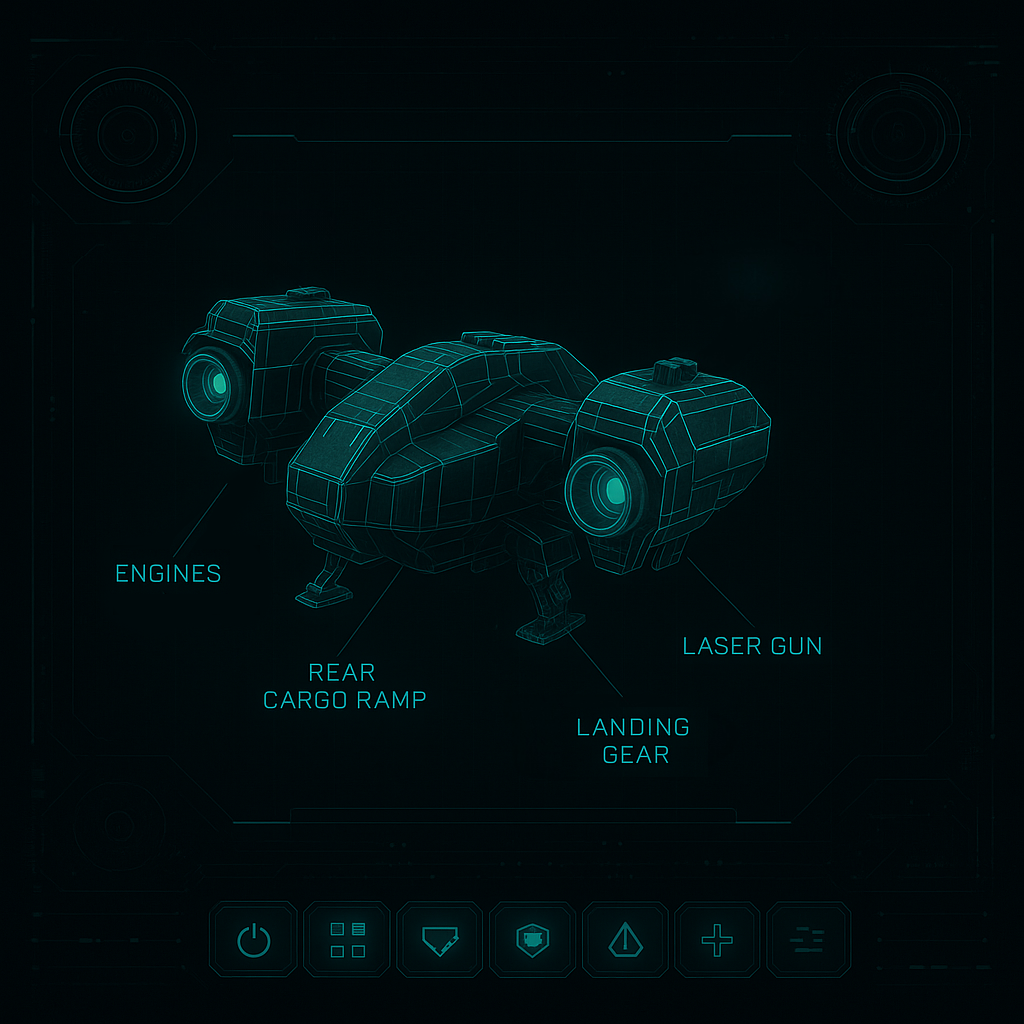 ENGINES
LASER GUN
REAR
CARGO RAMP
LANDING
GEAR